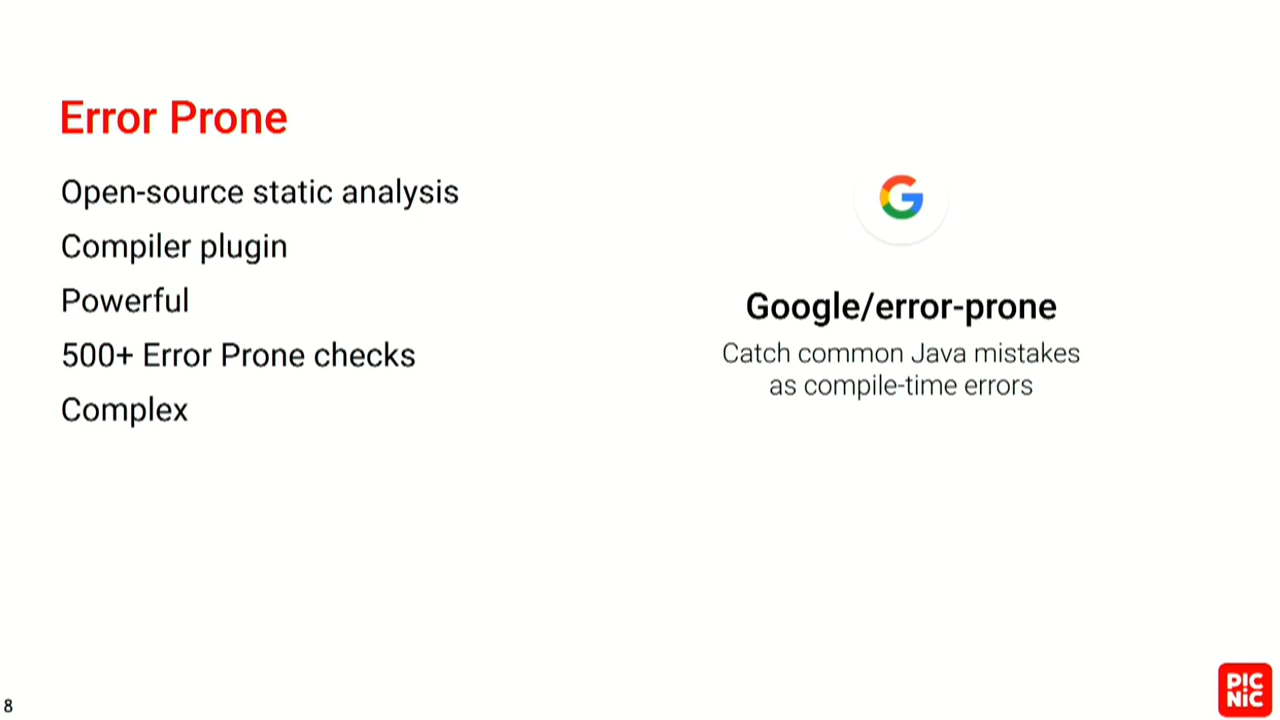 Error Prone
Open-source static analysis
Compiler plugin
Powerful
500+ Error Prone checks
Complex
G
Google/error-prone
Catch common Java mistakes
as compile-time errors
8
PIC
NiC